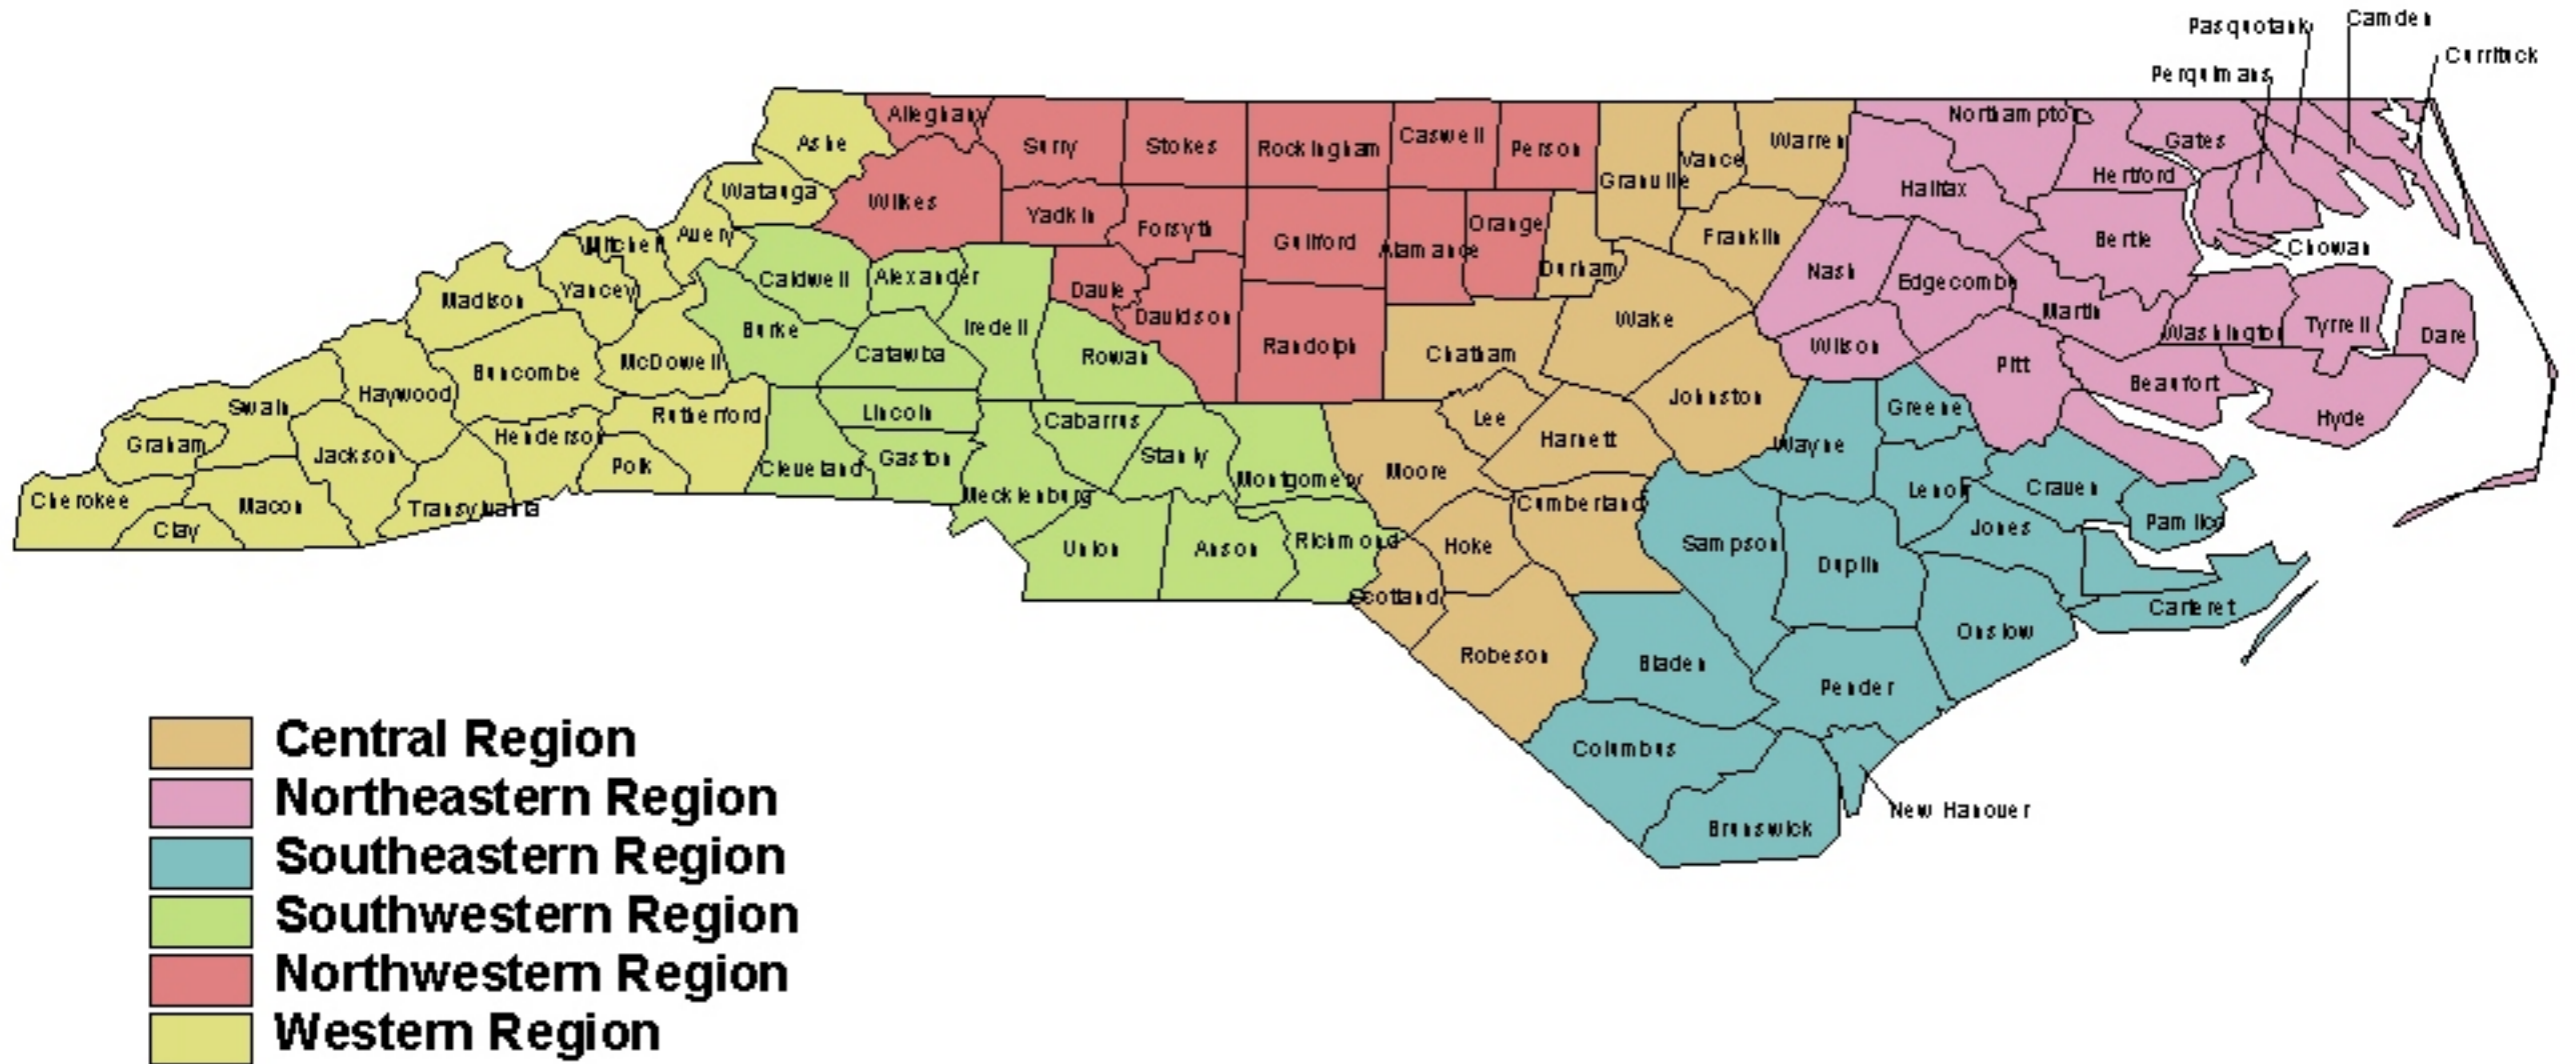 Pasquotank
Camden
Currituck
Perquimans
Alleghany
Northampton
Ashe
Surry
Stokes
Rockingham
Caswell
Person
Vance
Warren
Gates
Granville
Hertford
Halifax
Watauga
Wilkes
Yadkin
Forsyth
Guilford
Alamance
Orange
Franklin
Bertie
Chowan
Mitchell
Avery
Caldwell
Alexander
Durham
Nash
Edgecombe
Madison
Yancey
Davie
Davidson
Martin
Washington
Tyrrell
Dare
Burke
Iredell
Wake
Wilson
Catawba
Rowan
Randolph
Chatham
Pitt
Beaufort
Buncombe
McDowell
Haywood
Swain
Rutherford
Lincoln
Cabarrus
Lee
Johnston
Greene
Hyde
Graham
Jackson
Henderson
Polk
Cleveland
Gaston
Stanly
Montgomery
Moore
Harnett
Wayne
Lenoir
Craven
Pamlico
Cherokee
Macon
Clay
Transylvania
Mecklenburg
Cumberland
Union
Anson
Richmond
Hoke
Sampson
Duplin
Jones
Scotland
Carteret
Robeson
Bladen
Onslow
Pender
Columbus
Brunswick
New Hanover
Central Region
Northeastern Region
Southeastern Region
Southwestern Region
Northwestern Region
Western Region